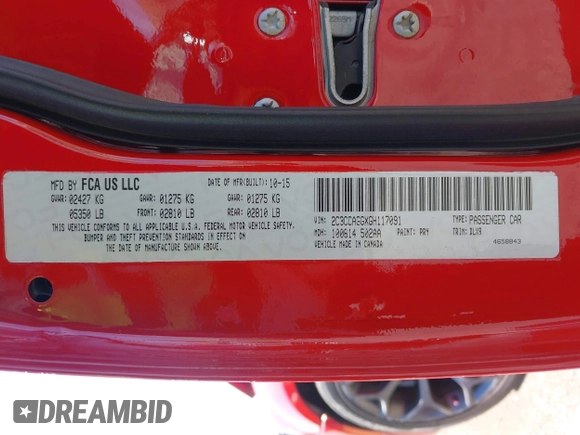 MFD BY FCA US LLC
DATE OF MFR(BUILT): 10-15
GVWR: 02427 KG GAWR: 01275 KG GAWR: 01275 KG
05350 LB FRONT: 02810 LB REAR: 02810 LB
THIS VEHICLE CONFORMS TO ALL APPLICABLE U.S.A. FEDERAL MOTOR VEHICLE SAFETY,
BUMPER AND THEFT PREVENTION STANDARDS IN EFFECT ON
THE DATE OF MANUFACTURE SHOWN ABOVE.
VIN: 2C3CCAGGXGH117091 TYPE: PASSENGER CAR
MDH: 100614 502AA PAINT: PRY TRIM: DLX9
VEHICLE MADE IN CANADA 4658843
DREAMBID